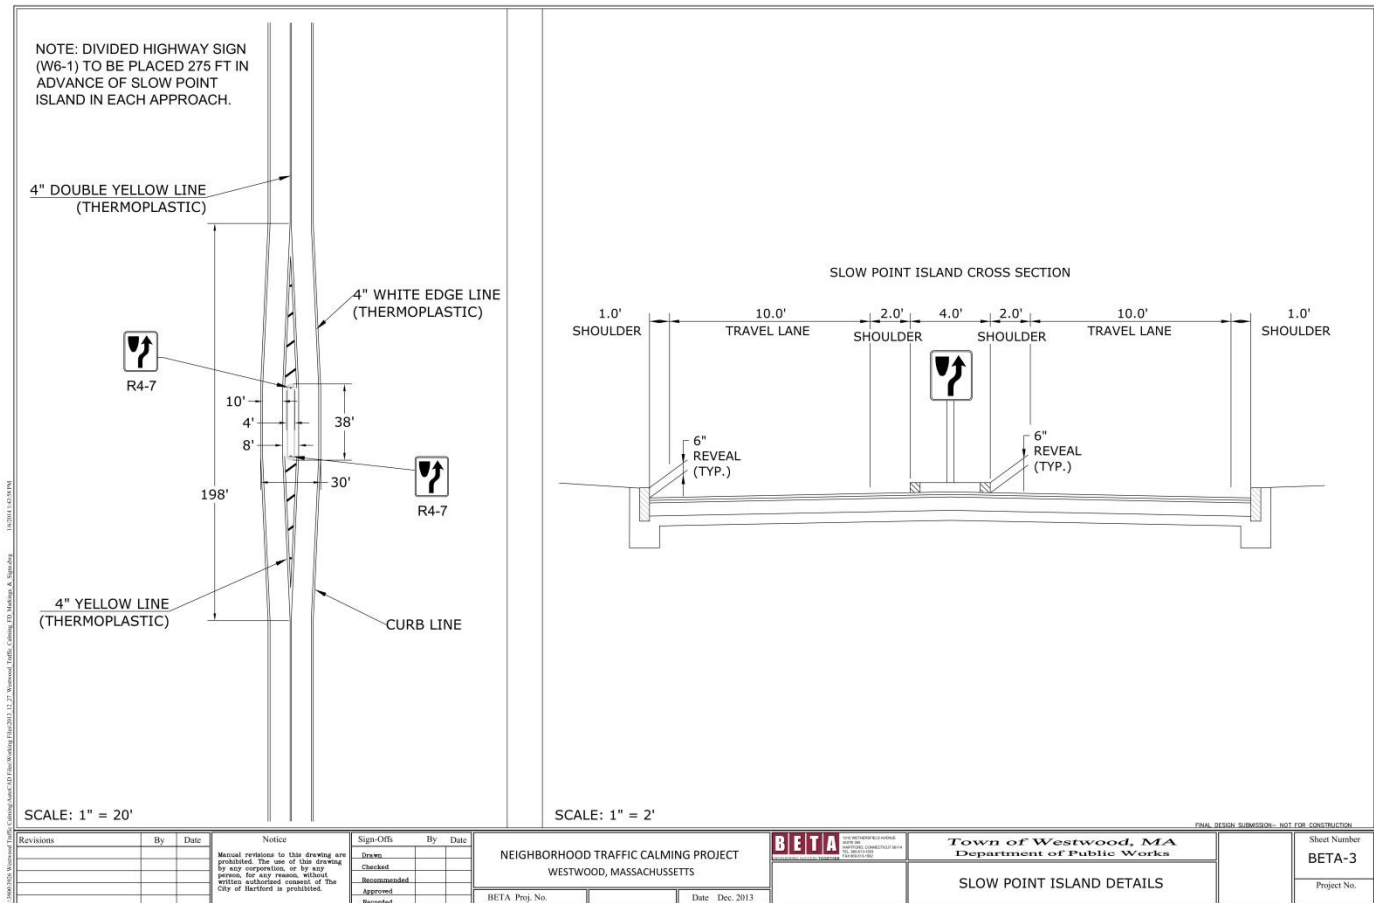 NOTE: DIVIDED HIGHWAY SIGN
(W6-1) TO BE PLACED 275 FT IN
ADVANCE OF SLOW POINT
ISLAND IN EACH APPROACH.
4" DOUBLE YELLOW LINE
(THERMOPLASTIC)
4" WHITE EDGE LINE
(THERMOPLASTIC)
R4-7
10'
4'
38'
8'
30'
198'
R4-7
4" YELLOW LINE
(THERMOPLASTIC)
CURB LINE
SCALE: 1" = 20'
SLOW POINT ISLAND CROSS SECTION
1.0'
SHOULDER
10.0'
TRAVEL LANE
2.0'
SHOULDER
4.0'
2.0'
SHOULDER
10.0'
TRAVEL LANE
1.0'
SHOULDER
6"
REVEAL
(TYP.)
6"
REVEAL
(TYP.)
SCALE: 1" = 2'
FINAL DESIGN SUBMISSION- NOT FOR CONSTRUCTION
1/6/2014 1:43:58 PM
Revisions By Date
Notice
Manual revisions to this drawing are
prohibited. The use of this drawing
by any corporation, or by any
person, for any reason, without
written authorized consent of The
City of Hartford is prohibited.
Sign-Offs By Date
Drawn
Checked
Recommended
Approved
Recorded
NEIGHBORHOOD TRAFFIC CALMING PROJECT
WESTWOOD, MASSACHUSSETTS
BETA Proj. No.
Date Dec. 2013
BETA
Town of Westwood, MA
Department of Public Works
SLOW POINT ISLAND DETAILS
Sheet Number
BETA-3
Project No.